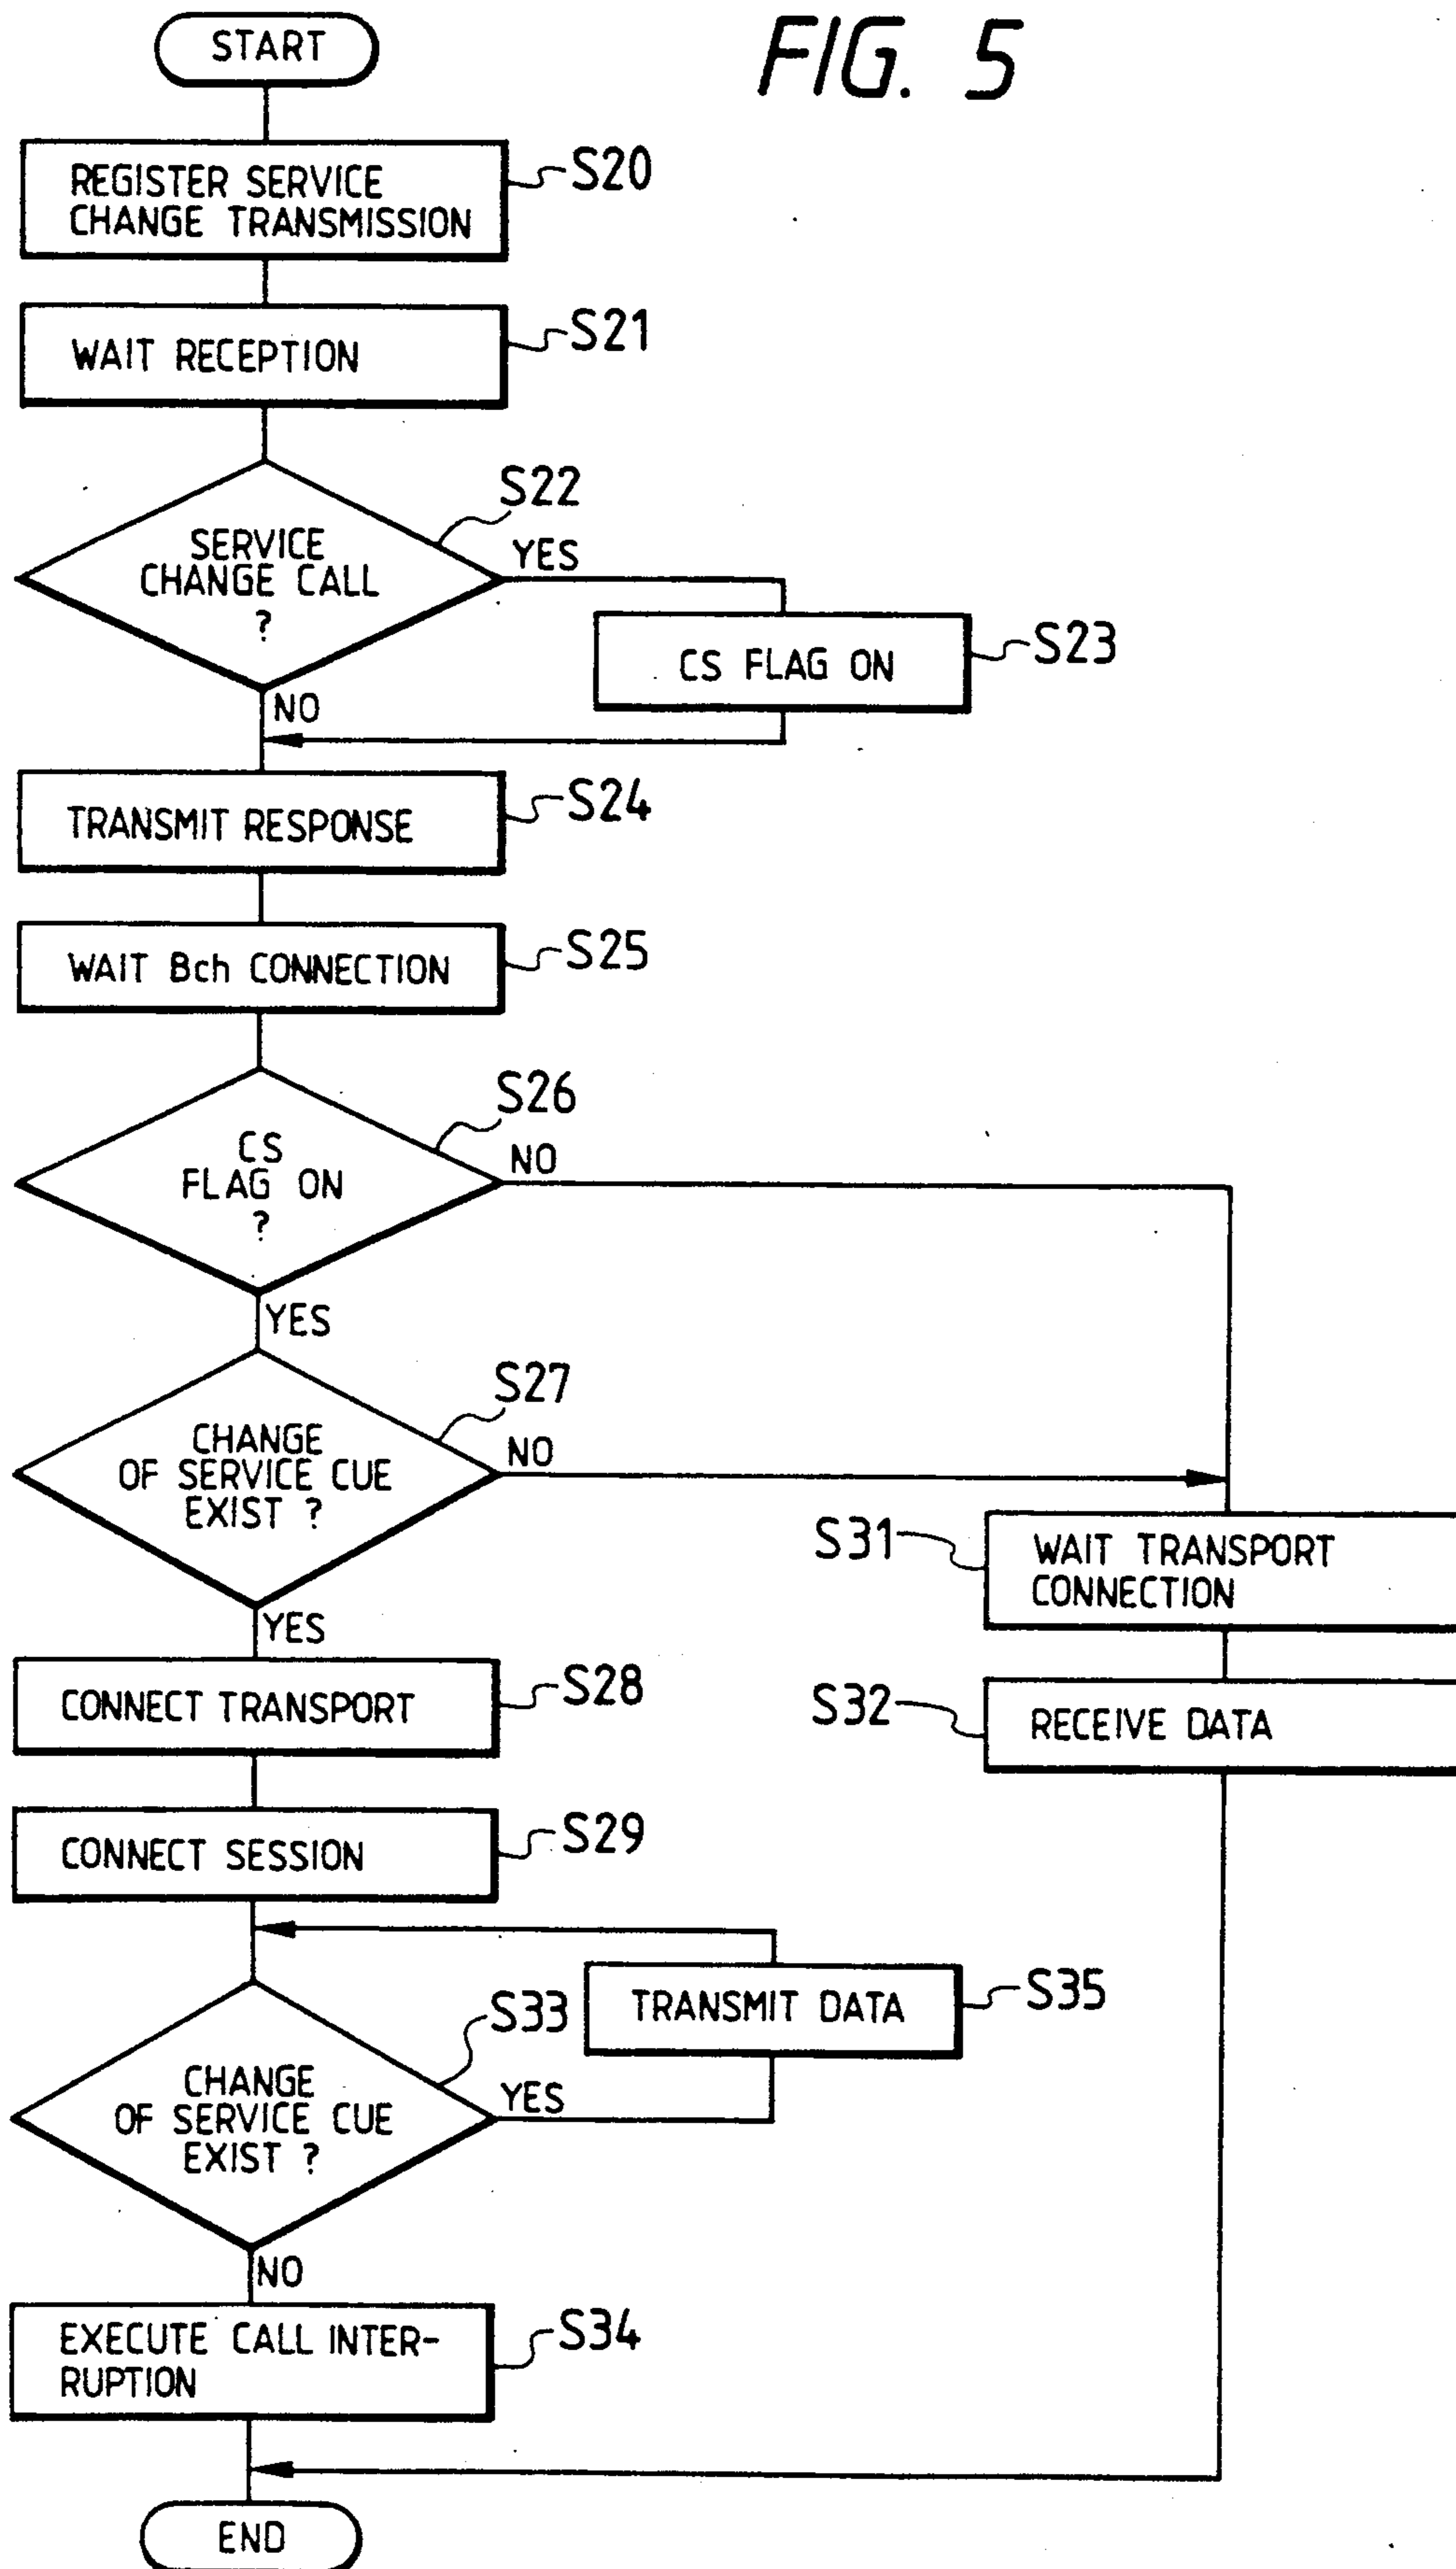 FIG. 5
START
REGISTER SERVICE
CHANGE TRANSMISSION
S20
WAIT RECEPTION
S21
S22
SERVICE
CHANGE CALL
?
YES
CS FLAG ON
S23
NO
TRANSMIT RESPONSE
S24
WAIT Bch CONNECTION
S25
S26
CS
FLAG ON
?
NO
YES
S27
CHANGE
OF SERVICE CUE
EXIST ?
NO
S31
WAIT TRANSPORT
CONNECTION
YES
CONNECT TRANSPORT
S28
S32
RECEIVE DATA
CONNECT SESSION
S29
TRANSMIT DATA
S35
S33
CHANGE
OF SERVICE CUE
EXIST ?
YES
NO
EXECUTE CALL INTER-
RUPTION
S34
END